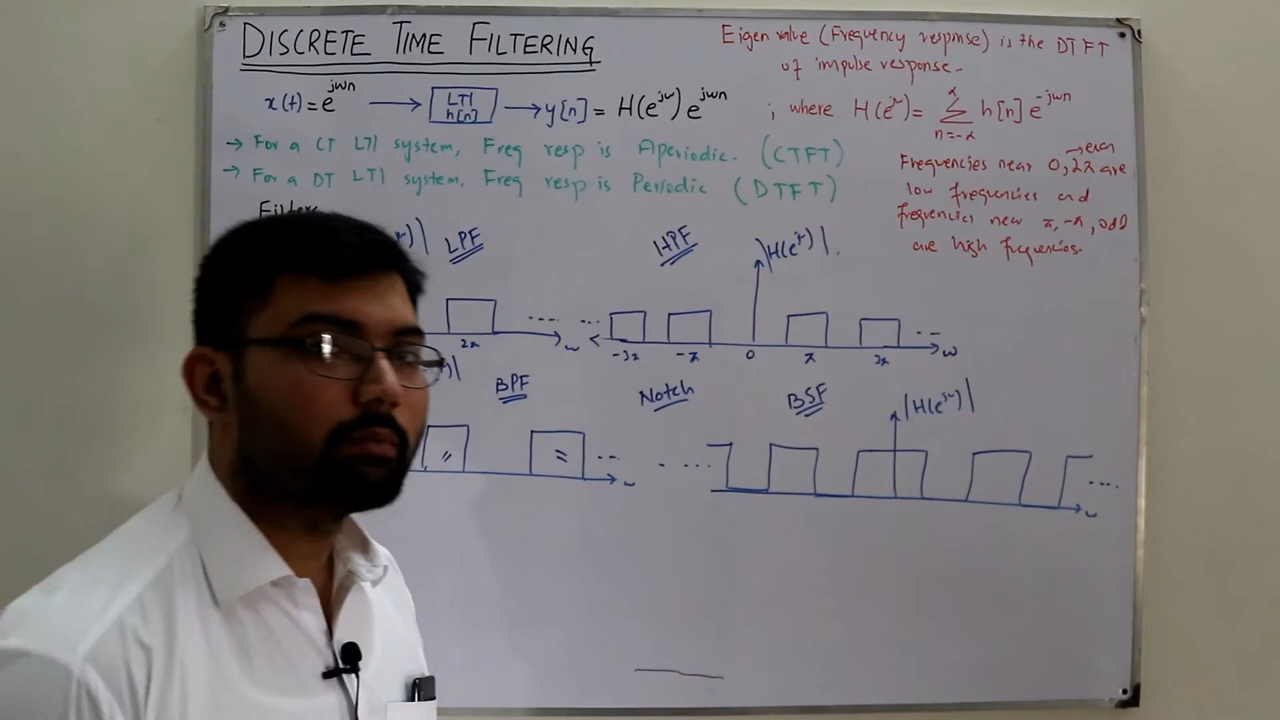 DISCRETE TIME FILTERING
Eigen value (Frequency response) is the DTFT
of impulse response.
x(t) = e^jwn → LTI h[n] → y[n] = H(e^jw) e^jwn ; where H(e^jw) = Σ n=-∝ ∝ h[n] e^-jwn
→ For a CT LTI system, Freq resp is Aperiodic. (CTFT)
→ For a DT LTI system, Freq resp is Periodic (DTFT)
→ even
Frequencies near 0, 2π are
low frequencies and
frequencies near π, -π, odd
are high frequencies.
Filters
LPF
HPF
|H(e^jw)|
2π
.... w
... -3π -π 0 π 3π ... w
BPF
Notch
BSF
|H(e^jw)|
... w
.... .... w